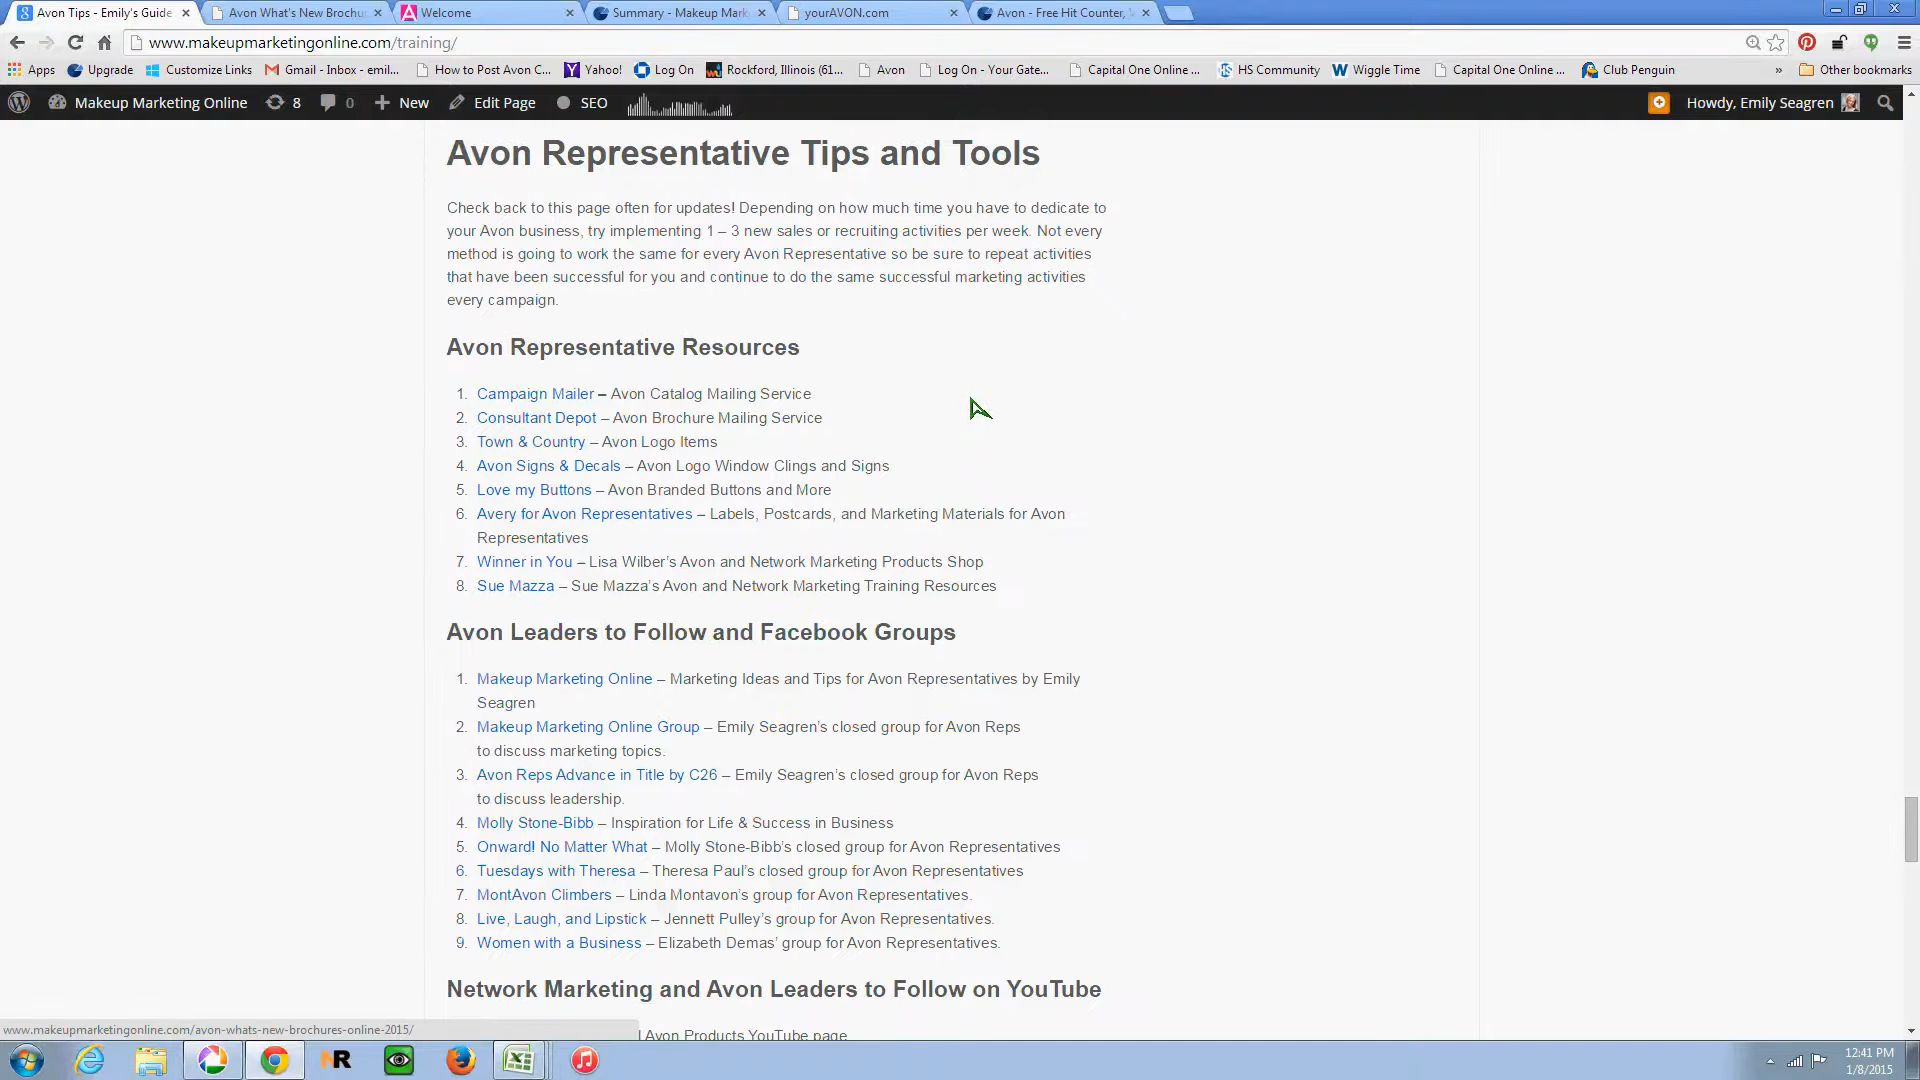 Avon Tips - Emily's Guide
Avon What's New Brochu
Welcome
Summary - Makeup Mark
yourAVON.com
Avon - Free Hit Counter,
www.makeupmarketingonline.com/training/
Apps
Upgrade
Customize Links
Gmail - Inbox - emil...
How to Post Avon C...
Yahoo!
Log On
Rockford, Illinois (61...
Avon
Log On - Your Gate...
Capital One Online ...
HS Community
Wiggle Time
Capital One Online ...
Club Penguin
»
Other bookmarks
Makeup Marketing Online
8
0
New
Edit Page
SEO
Howdy, Emily Seagren
Avon Representative Tips and Tools
Check back to this page often for updates! Depending on how much time you have to dedicate to
your Avon business, try implementing 1 – 3 new sales or recruiting activities per week. Not every
method is going to work the same for every Avon Representative so be sure to repeat activities
that have been successful for you and continue to do the same successful marketing activities
every campaign.
Avon Representative Resources
1. Campaign Mailer – Avon Catalog Mailing Service
2. Consultant Depot – Avon Brochure Mailing Service
3. Town & Country – Avon Logo Items
4. Avon Signs & Decals – Avon Logo Window Clings and Signs
5. Love my Buttons – Avon Branded Buttons and More
6. Avery for Avon Representatives – Labels, Postcards, and Marketing Materials for Avon
Representatives
7. Winner in You – Lisa Wilber's Avon and Network Marketing Products Shop
8. Sue Mazza – Sue Mazza's Avon and Network Marketing Training Resources
Avon Leaders to Follow and Facebook Groups
1. Makeup Marketing Online – Marketing Ideas and Tips for Avon Representatives by Emily
Seagren
2. Makeup Marketing Online Group – Emily Seagren's closed group for Avon Reps
to discuss marketing topics.
3. Avon Reps Advance in Title by C26 – Emily Seagren's closed group for Avon Reps
to discuss leadership.
4. Molly Stone-Bibb – Inspiration for Life & Success in Business
5. Onward! No Matter What – Molly Stone-Bibb's closed group for Avon Representatives
6. Tuesdays with Theresa – Theresa Paul's closed group for Avon Representatives
7. MontAvon Climbers – Linda Montavon's group for Avon Representatives.
8. Live, Laugh, and Lipstick – Jennett Pulley's group for Avon Representatives.
9. Women with a Business – Elizabeth Demas' group for Avon Representatives.
Network Marketing and Avon Leaders to Follow on YouTube
www.makeupmarketingonline.com/avon-whats-new-brochures-online-2015/
Avon Products YouTube page
NR
12:41 PM
1/8/2015